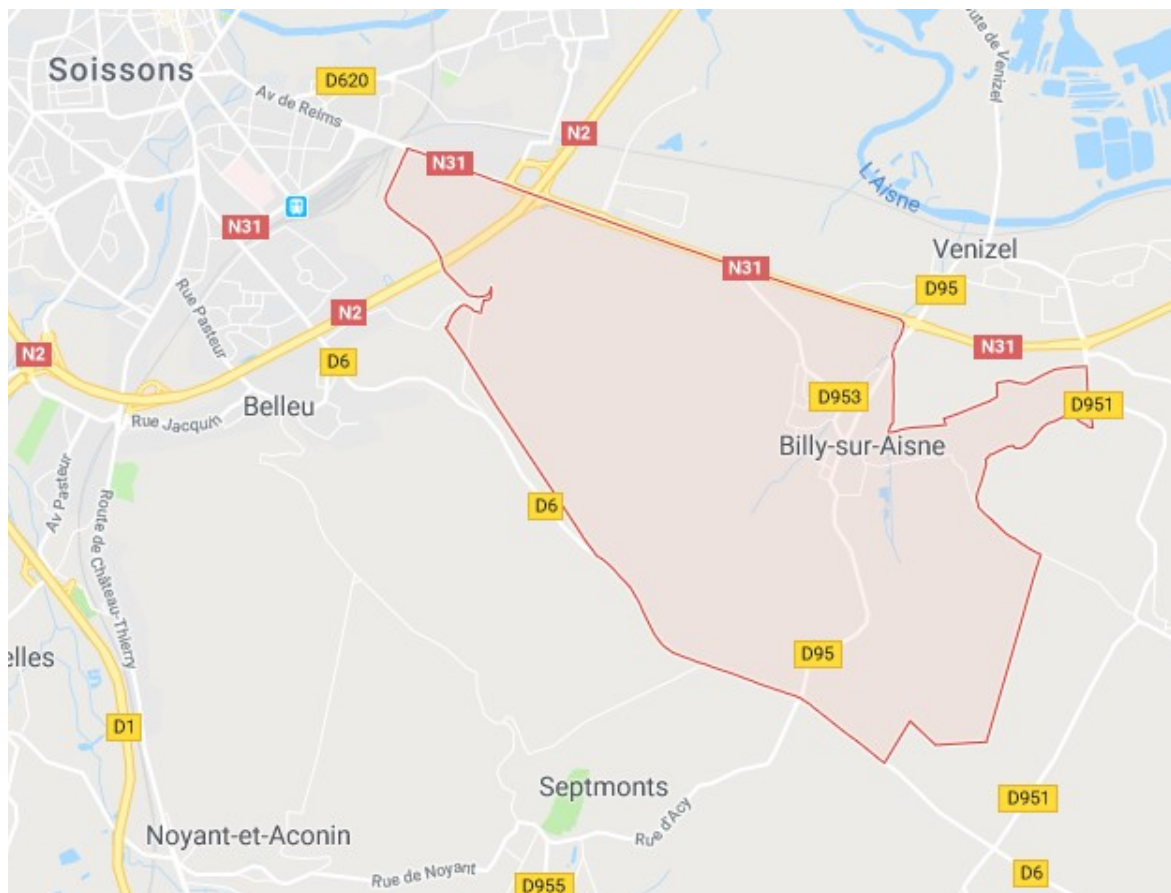 Soissons
D620
Av de Reims
N2
Route de Venizel
N31
L'Aisne
N31
Venizel
N31
D95
Rue Pasteur
N2
N31
N2
D6
D953
D951
Belleu
Rue Jacquin
Billy-sur-Aisne
Av Pasteur
D6
Route de Château-Thierry
D95
elles
D1
Septmonts
D951
Noyant-et-Aconin
Rue d'Acy
Rue de Noyant
D955
D6